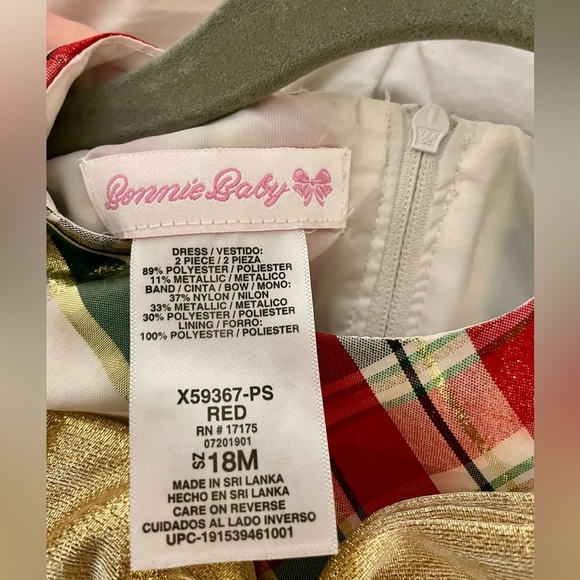 Bonnie Baby
DRESS / VESTIDO:
2 PIECE / 2 PIEZA
89% POLYESTER / POLIESTER
11% METALLIC / METALICO
BAND / CINTA / BOW / MONO:
37% NYLON / NILON
33% METALLIC / METALICO
30% POLYESTER / POLIESTER
LINING / FORRO:
100% POLYESTER / POLIESTER
X59367-PS
RED
RN # 17175
07201901
ZS 18M
MADE IN SRI LANKA
HECHO EN SRI LANKA
CARE ON REVERSE
CUIDADOS AL LADO INVERSO
UPC-191539461001